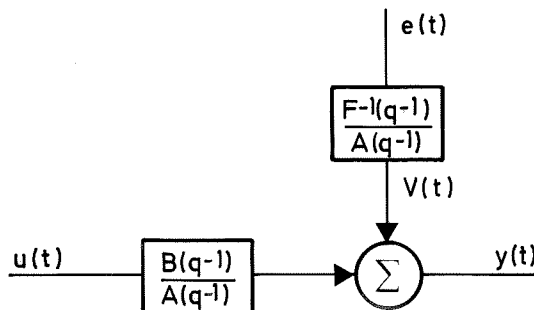 e(t)
F-1(q-1)
A(q-1)
V(t)
u(t)
B(q-1)
A(q-1)
Σ
y(t)